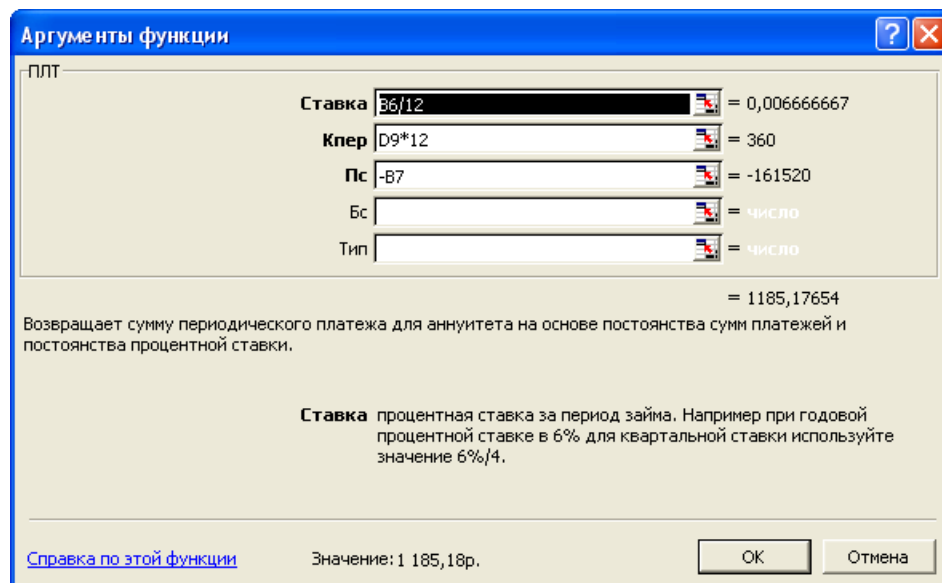 Аргументы функции
ПЛТ
Ставка B6/12 = 0,006666667
Кпер D9*12 = 360
Пс -B7 = -161520
Бс = число
Тип = число
= 1185,17654
Возвращает сумму периодического платежа для аннуитета на основе постоянства сумм платежей и
постоянства процентной ставки.
Ставка процентная ставка за период займа. Например при годовой
процентной ставке в 6% для квартальной ставки используйте
значение 6%/4.
Справка по этой функции Значение: 1 185,18р. ОК Отмена